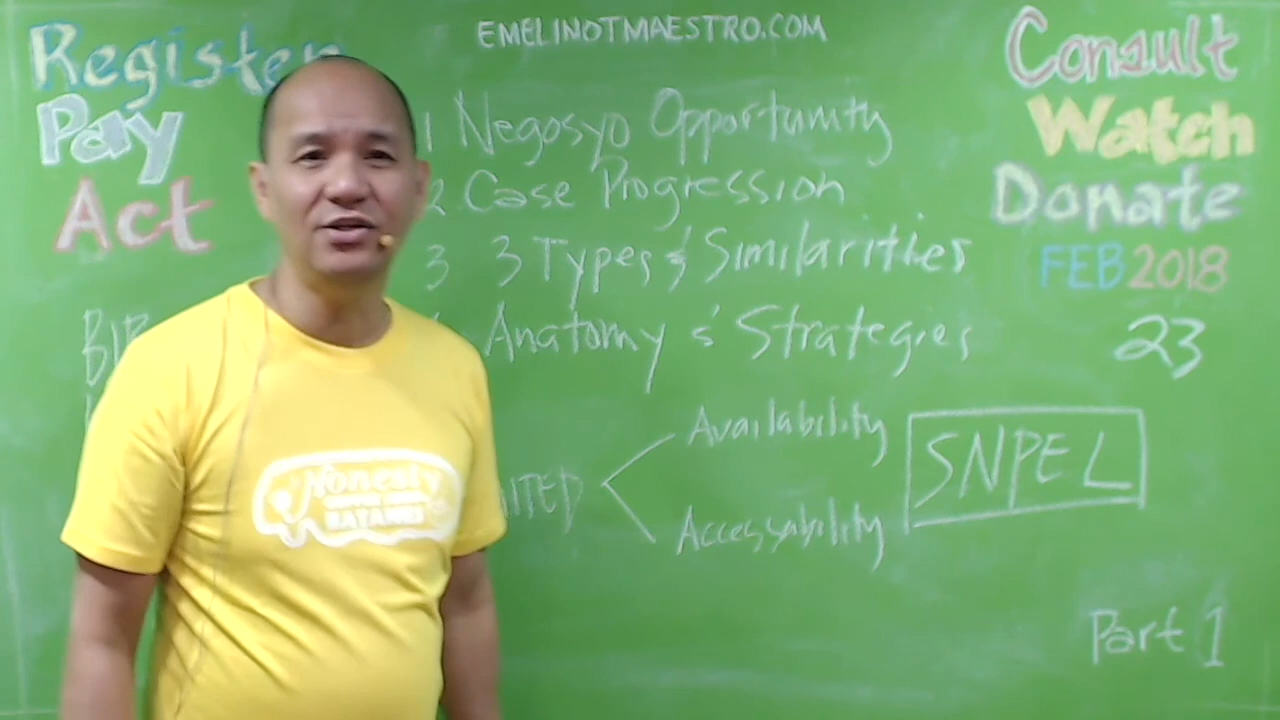 EMELINOTMAESTRO.COM
Register
Pay
Act
Consult
Watch
Donate
FEB 2018
23
1 Negosyo Opportunity
2 Case Progression
3 3 Types & Similarities
Anatomy & Strategies
Availability
Accessability
SNPEL
Part 1
Honesty